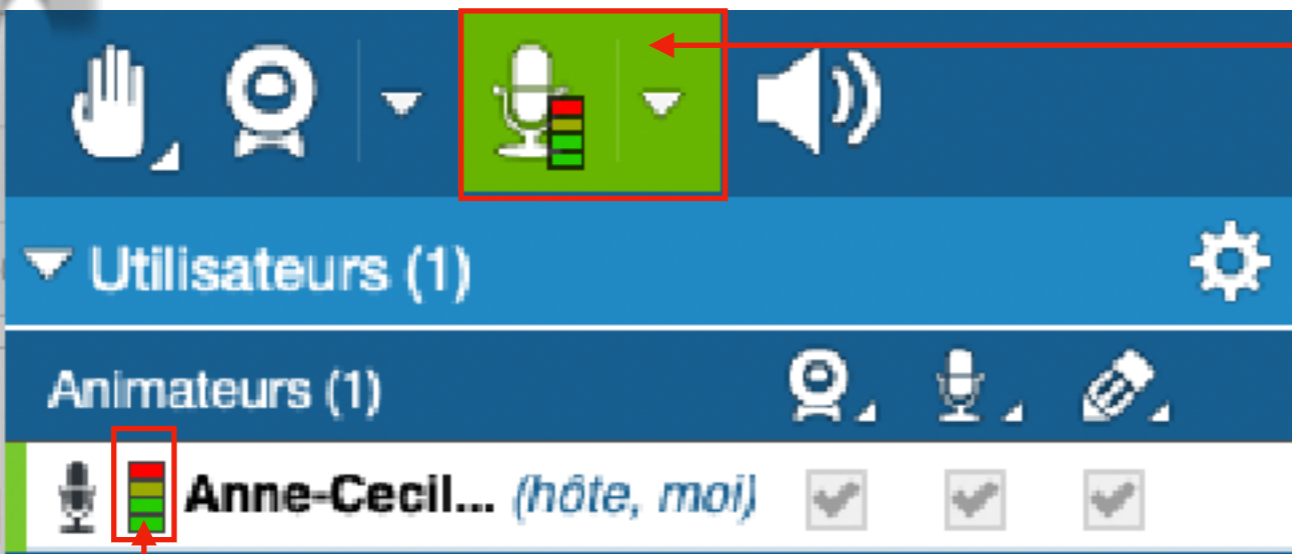 Utilisateurs (1)
Animateurs (1)
Anne-Cecil... (hôte, moi)